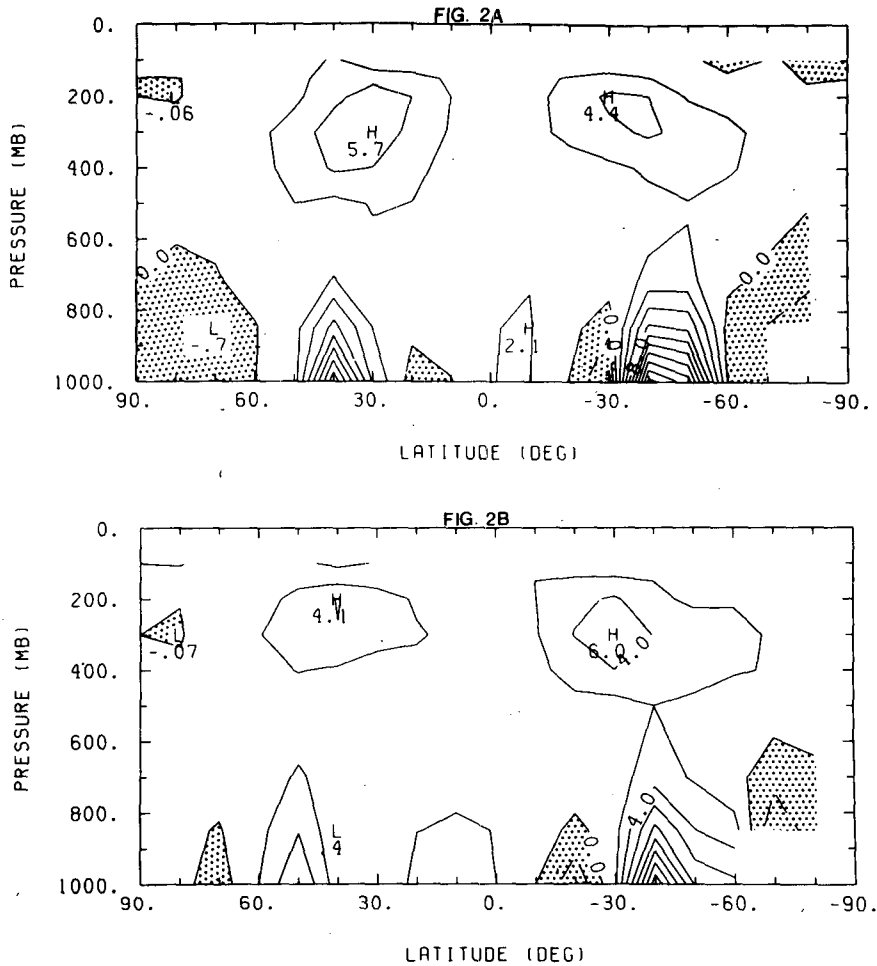 FIG. 2A
0.
200.
400.
600.
800.
1000.
PRESSURE (MB)
L
-.06
H
5.7
H
4.4
0.0
L
-.7
H
2.1
0.0
90.
60.
30.
0.
-30.
-60.
-90.
LATITUDE (DEG)
FIG. 2B
0.
200.
400.
600.
800.
1000.
PRESSURE (MB)
L
-.07
H
4.1
H
6.0
4.0
L
4
4.0
90.
60.
30.
0.
-30.
-60.
-90.
LATITUDE (DEG)